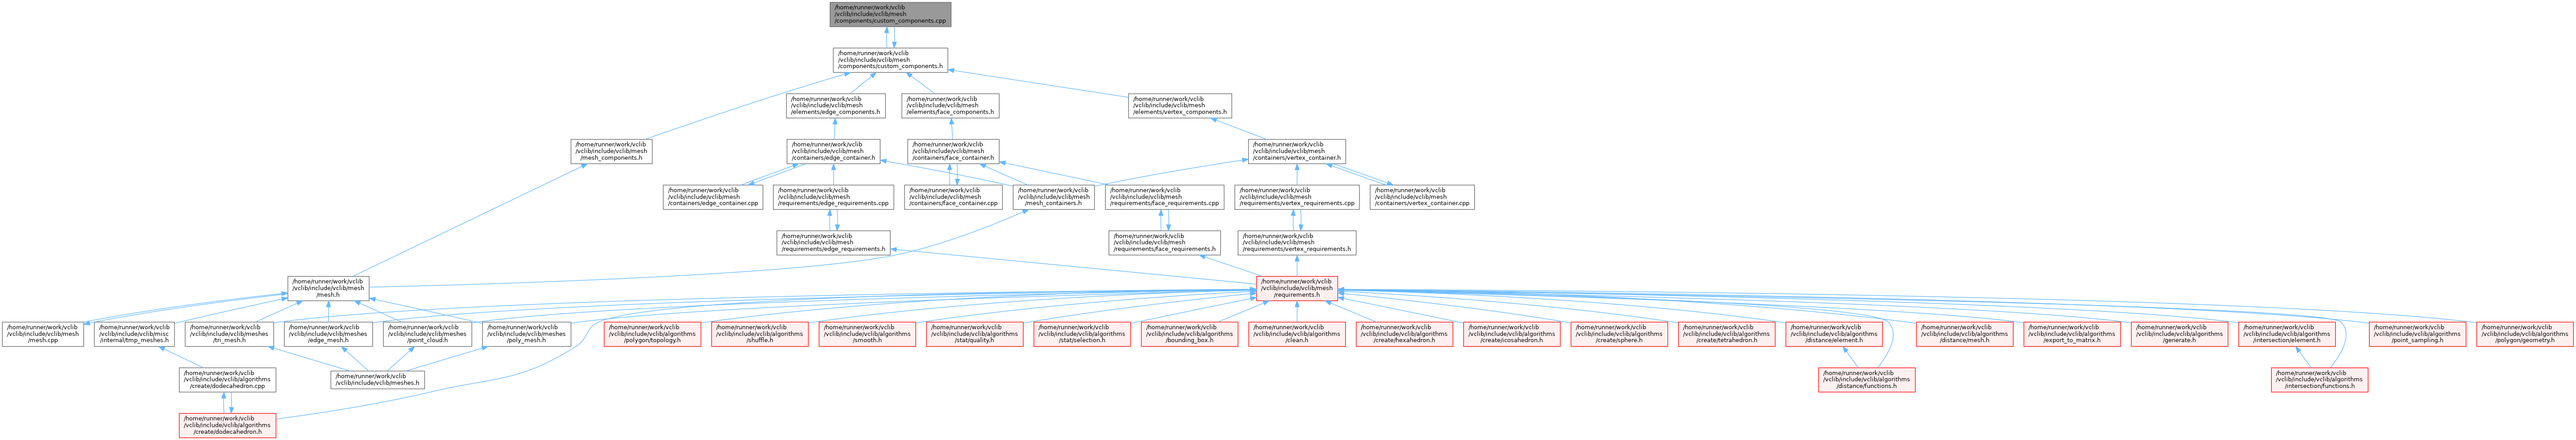 /home/runner/work/vclib
/vclib/include/vclib/mesh
/components/custom_components.cpp
/home/runner/work/vclib
/vclib/include/vclib/mesh
/components/custom_components.h
/home/runner/work/vclib
/vclib/include/vclib/mesh
/elements/edge_components.h
/home/runner/work/vclib
/vclib/include/vclib/mesh
/elements/face_components.h
/home/runner/work/vclib
/vclib/include/vclib/mesh
/elements/vertex_components.h
/home/runner/work/vclib
/vclib/include/vclib/mesh
/mesh_components.h
/home/runner/work/vclib
/vclib/include/vclib/mesh
/containers/edge_container.h
/home/runner/work/vclib
/vclib/include/vclib/mesh
/containers/face_container.h
/home/runner/work/vclib
/vclib/include/vclib/mesh
/containers/vertex_container.h
/home/runner/work/vclib
/vclib/include/vclib/mesh
/containers/edge_container.cpp
/home/runner/work/vclib
/vclib/include/vclib/mesh
/requirements/edge_requirements.cpp
/home/runner/work/vclib
/vclib/include/vclib/mesh
/containers/face_container.cpp
/home/runner/work/vclib
/vclib/include/vclib/mesh
/mesh_containers.h
/home/runner/work/vclib
/vclib/include/vclib/mesh
/requirements/face_requirements.cpp
/home/runner/work/vclib
/vclib/include/vclib/mesh
/requirements/vertex_requirements.cpp
/home/runner/work/vclib
/vclib/include/vclib/mesh
/containers/vertex_container.cpp
/home/runner/work/vclib
/vclib/include/vclib/mesh
/requirements/edge_requirements.h
/home/runner/work/vclib
/vclib/include/vclib/mesh
/requirements/face_requirements.h
/home/runner/work/vclib
/vclib/include/vclib/mesh
/requirements/vertex_requirements.h
/home/runner/work/vclib
/vclib/include/vclib/mesh
/mesh.h
/home/runner/work/vclib
/vclib/include/vclib/mesh
/requirements.h
/home/runner/work/vclib
/vclib/include/vclib/mesh
/mesh.cpp
/home/runner/work/vclib
/vclib/include/vclib
/internal/tmp_meshes.h
/home/runner/work/vclib
/vclib/include/vclib/meshes
/tri_mesh.h
/home/runner/work/vclib
/vclib/include/vclib/meshes
/edge_mesh.h
/home/runner/work/vclib
/vclib/include/vclib/meshes
/point_cloud.h
/home/runner/work/vclib
/vclib/include/vclib/meshes
/poly_mesh.h
/home/runner/work/vclib
/vclib/include/vclib/algorithms
/polygon/topology.h
/home/runner/work/vclib
/vclib/include/vclib/algorithms
/shuffle.h
/home/runner/work/vclib
/vclib/include/vclib/algorithms
/smooth.h
/home/runner/work/vclib
/vclib/include/vclib/algorithms
/stat/quality.h
/home/runner/work/vclib
/vclib/include/vclib/algorithms
/stat/selection.h
/home/runner/work/vclib
/vclib/include/vclib/algorithms
/bounding_box.h
/home/runner/work/vclib
/vclib/include/vclib/algorithms
/clean.h
/home/runner/work/vclib
/vclib/include/vclib/algorithms
/create/hexahedron.h
/home/runner/work/vclib
/vclib/include/vclib/algorithms
/create/icosahedron.h
/home/runner/work/vclib
/vclib/include/vclib/algorithms
/create/sphere.h
/home/runner/work/vclib
/vclib/include/vclib/algorithms
/create/tetrahedron.h
/home/runner/work/vclib
/vclib/include/vclib/algorithms
/distance/element.h
/home/runner/work/vclib
/vclib/include/vclib/algorithms
/distance/mesh.h
/home/runner/work/vclib
/vclib/include/vclib/algorithms
/export_to_matrix.h
/home/runner/work/vclib
/vclib/include/vclib/algorithms
/generate.h
/home/runner/work/vclib
/vclib/include/vclib/algorithms
/intersection/element.h
/home/runner/work/vclib
/vclib/include/vclib/algorithms
/point_sampling.h
/home/runner/work/vclib
/vclib/include/vclib/algorithms
/polygon/geometry.h
/home/runner/work/vclib
/vclib/include/vclib/algorithms
/create/dodecahedron.cpp
/home/runner/work/vclib
/vclib/include/vclib/meshes.h
/home/runner/work/vclib
/vclib/include/vclib/algorithms
/distance/functions.h
/home/runner/work/vclib
/vclib/include/vclib/algorithms
/intersection/functions.h
/home/runner/work/vclib
/vclib/include/vclib/algorithms
/create/dodecahedron.h